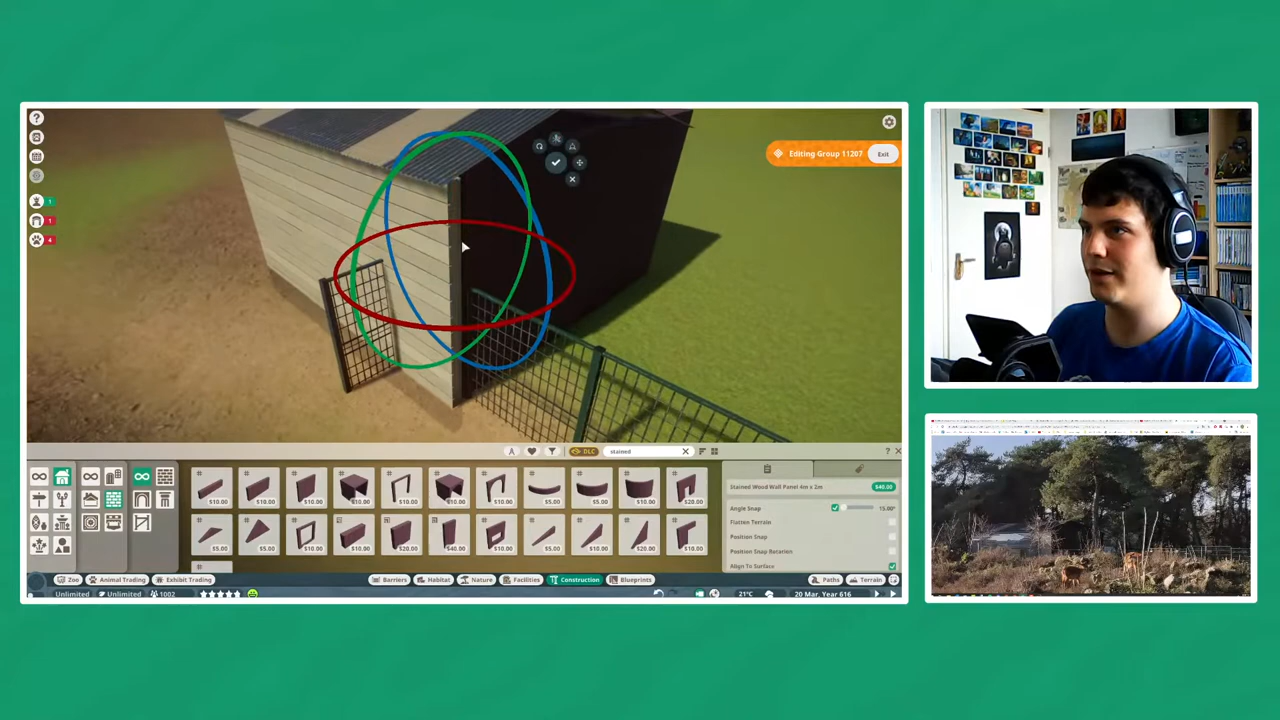 ?
Editing Group 11207 Exit
1
1
4
A DLC stained ?
$10.00 $10.00 $10.00 $10.00 $10.00 $10.00 $10.00 $5.00 $5.00 $10.00 $20.00
$5.00 $5.00 $10.00 $10.00 $20.00 $40.00 $10.00 $5.00 $10.00 $20.00 $10.00
Stained Wood Wall Panel 4m x 2m $40.00
Angle Snap 15.00°
Flatten Terrain
Position Snap
Position Snap Rotation
Align To Surface
Zoo Animal Trading Exhibit Trading Barriers Habitat Nature Facilities Construction Blueprints Paths Terrain
Unlimited Unlimited 1002 21°C 20 Mar, Year 616